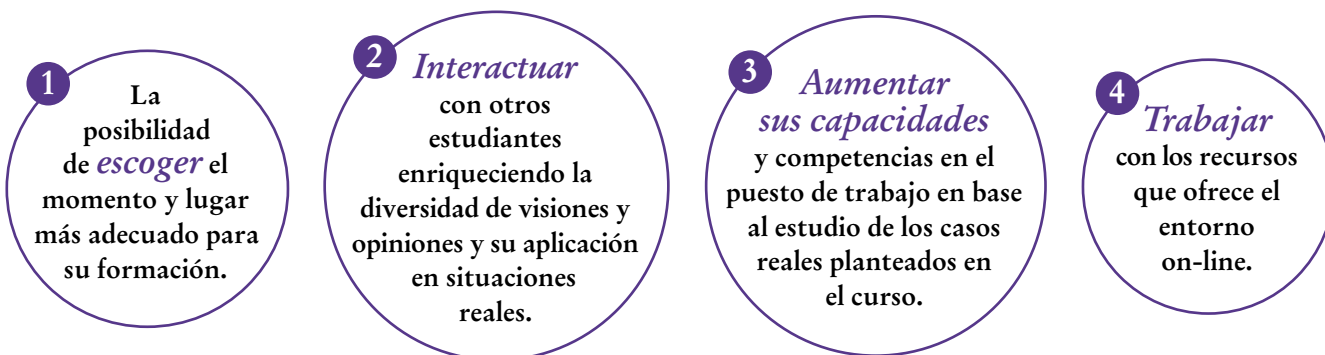 1
La
posibilidad
de escoger el
momento y lugar
más adecuado para
su formación.
2
Interactuar
con otros
estudiantes
enriqueciendo la
diversidad de visiones y
opiniones y su aplicación
en situaciones
reales.
3
Aumentar
sus capacidades
y competencias en el
puesto de trabajo en base
al estudio de los casos
reales planteados en
el curso.
4
Trabajar
con los recursos
que ofrece el
entorno
on-line.